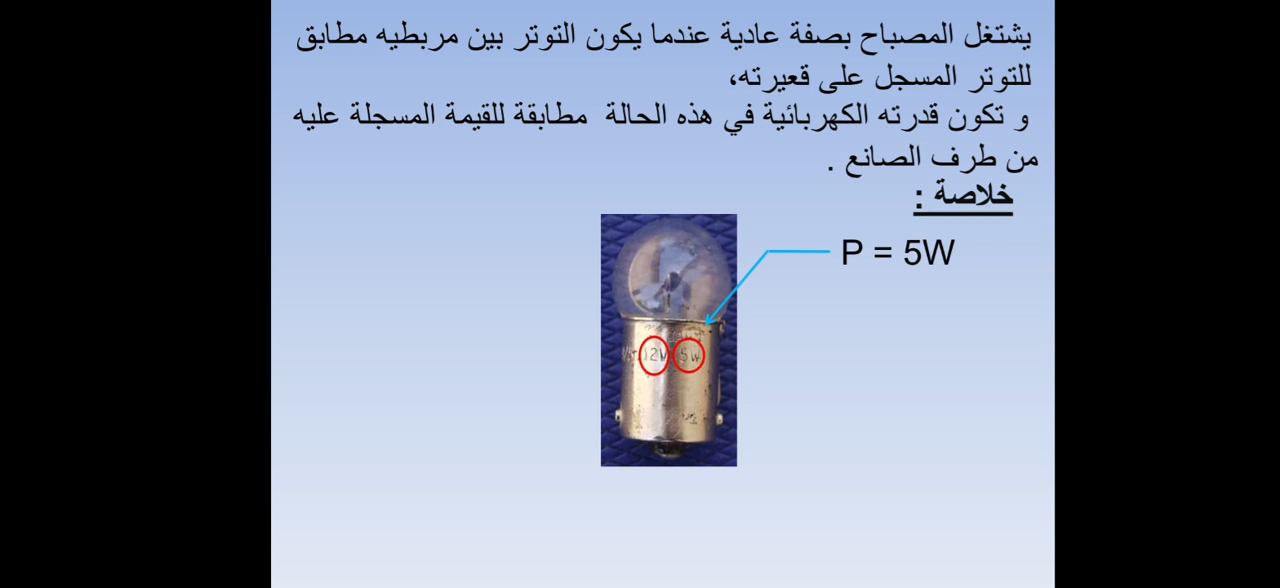 يشتغل المصباح بصفة عادية عندما يكون التوتر بين مربطيه مطابق
للتوتر المسجل على قعيرته،
و تكون قدرته الكهربائية في هذه الحالة مطابقة للقيمة المسجلة عليه
من طرف الصانع .
خلاصة :
P = 5W
12V 5W